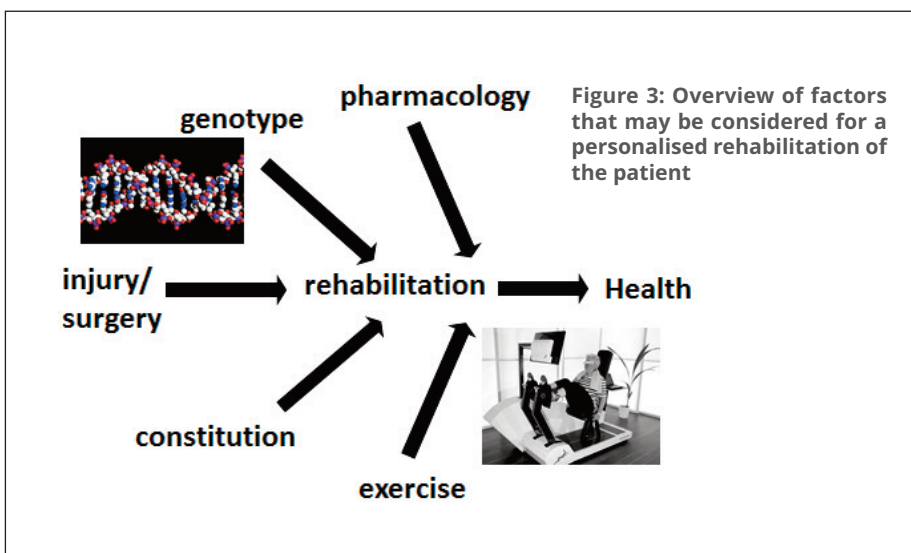 pharmacology
Figure 3: Overview of factors
that may be considered for a
personalised rehabilitation of
the patient
genotype
injury/
surgery
rehabilitation
Health
constitution
exercise